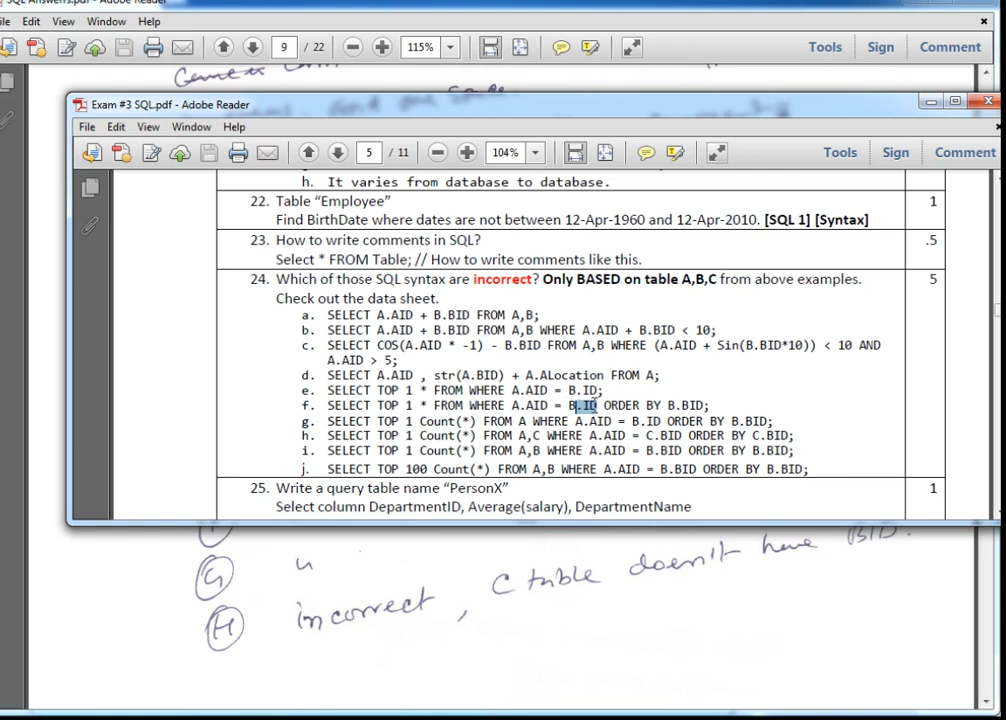 SQL Answers.pdf - Adobe Reader
Edit View Window Help
9 / 22 115% Tools Sign Comment
Exam #3 SQL.pdf - Adobe Reader
File Edit View Window Help
5 / 11 104% Tools Sign Comment
h. It varies from database to database.
22. Table “Employee” 1
Find BirthDate where dates are not between 12-Apr-1960 and 12-Apr-2010. [SQL 1] [Syntax]
23. How to write comments in SQL? .5
Select * FROM Table; // How to write comments like this.
24. Which of those SQL syntax are incorrect? Only BASED on table A,B,C from above examples. 5
Check out the data sheet.
a. SELECT A.AID + B.BID FROM A,B;
b. SELECT A.AID + B.BID FROM A,B WHERE A.AID + B.BID < 10;
c. SELECT COS(A.AID * -1) - B.BID FROM A,B WHERE (A.AID + Sin(B.BID*10)) < 10 AND
A.AID > 5;
d. SELECT A.AID , str(A.BID) + A.ALocation FROM A;
e. SELECT TOP 1 * FROM WHERE A.AID = B.ID;
f. SELECT TOP 1 * FROM WHERE A.AID = B.ID ORDER BY B.BID;
g. SELECT TOP 1 Count(*) FROM A WHERE A.AID = B.ID ORDER BY B.BID;
h. SELECT TOP 1 Count(*) FROM A,C WHERE A.AID = C.BID ORDER BY C.BID;
i. SELECT TOP 1 Count(*) FROM A,B WHERE A.AID = B.BID ORDER BY B.BID;
j. SELECT TOP 100 Count(*) FROM A,B WHERE A.AID = B.BID ORDER BY B.BID;
25. Write a query table name “PersonX” 1
Select column DepartmentID, Average(salary), DepartmentName
G
H incorrect, C table doesn't have BID.